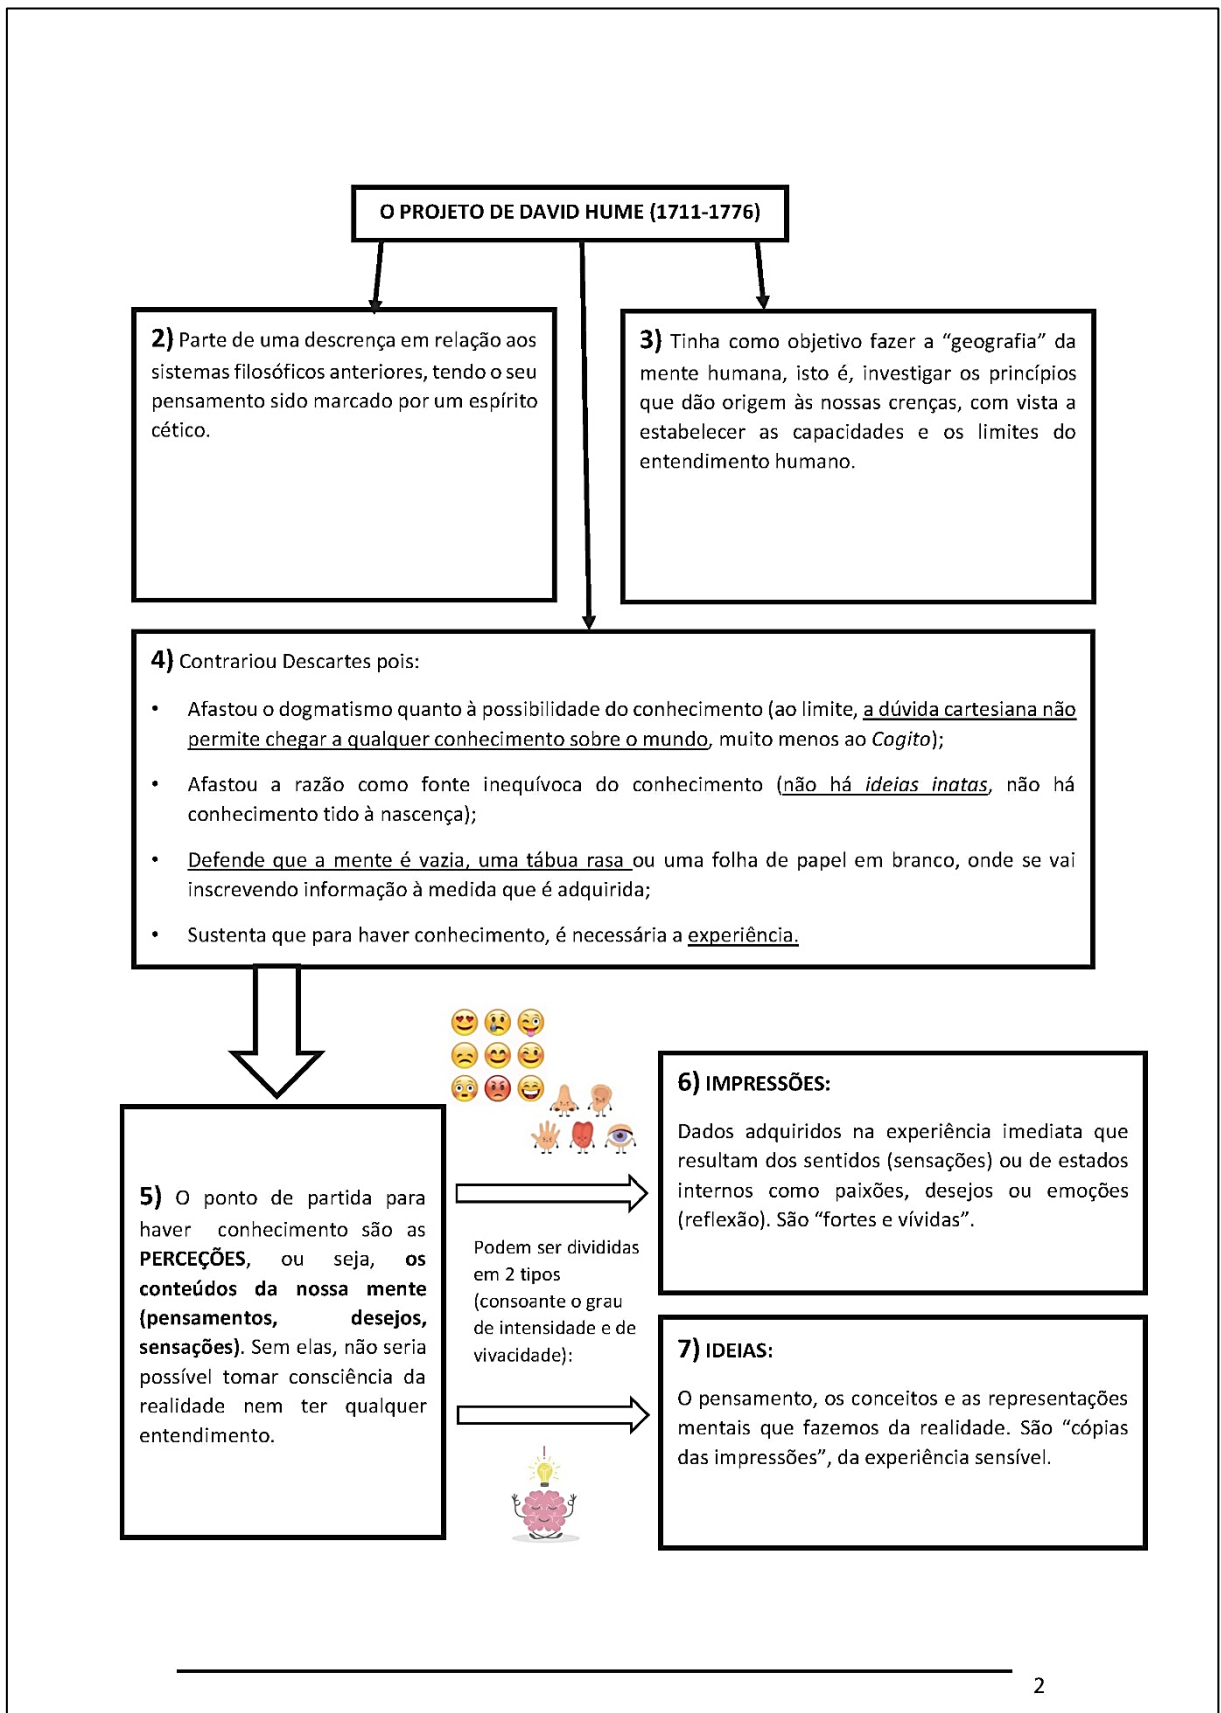 O PROJETO DE DAVID HUME (1711-1776)
2) Parte de uma descrença em relação aos
sistemas filosóficos anteriores, tendo o seu
pensamento sido marcado por um espírito
cético.
3) Tinha como objetivo fazer a “geografia” da
mente humana, isto é, investigar os princípios
que dão origem às nossas crenças, com vista a
estabelecer as capacidades e os limites do
entendimento humano.
4) Contrariou Descartes pois:
• Afastou o dogmatismo quanto à possibilidade do conhecimento (ao limite, a dúvida cartesiana não
permite chegar a qualquer conhecimento sobre o mundo, muito menos ao Cogito);
• Afastou a razão como fonte inequívoca do conhecimento (não há ideias inatas, não há
conhecimento tido à nascença);
• Defende que a mente é vazia, uma tábua rasa ou uma folha de papel em branco, onde se vai
inscrevendo informação à medida que é adquirida;
• Sustenta que para haver conhecimento, é necessária a experiência.
5) O ponto de partida para
haver conhecimento são as
PERCEÇÕES, ou seja, os
conteúdos da nossa mente
(pensamentos, desejos,
sensações). Sem elas, não seria
possível tomar consciência da
realidade nem ter qualquer
entendimento.
Podem ser divididas
em 2 tipos
(consoante o grau
de intensidade e de
vivacidade):
6) IMPRESSÕES:
Dados adquiridos na experiência imediata que
resultam dos sentidos (sensações) ou de estados
internos como paixões, desejos ou emoções
(reflexão). São “fortes e vívidas”.
7) IDEIAS:
O pensamento, os conceitos e as representações
mentais que fazemos da realidade. São “cópias
das impressões”, da experiência sensível.
2